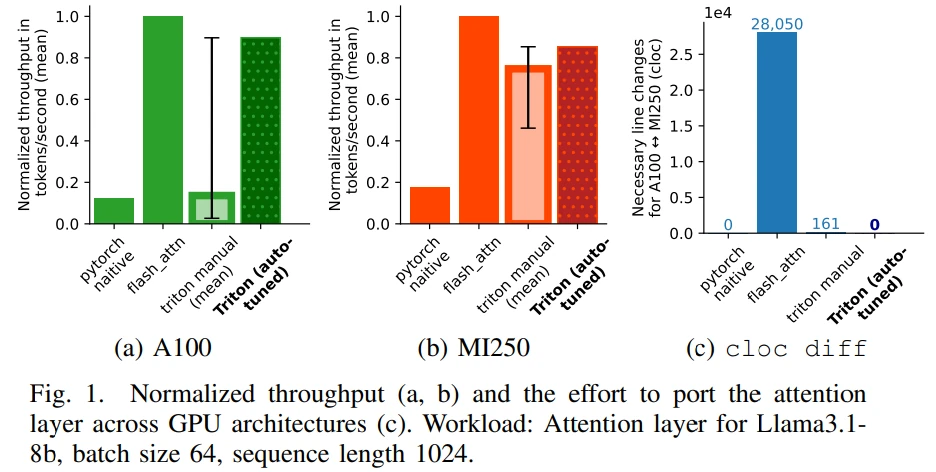 Normalized throughput in
tokens/second (mean)
1.0
0.8
0.6
0.4
0.2
0.0
pytorch
naitive
flash_attn
triton manual
(mean)
Triton (auto-
tuned)
(a) A100
Normalized throughput in
tokens/second (mean)
1.0
0.8
0.6
0.4
0.2
0.0
pytorch
naitive
flash_attn
triton manual
(mean)
Triton (auto-
tuned)
(b) MI250
Necessary line changes
for A100 ↔ MI250 (cloc)
1e4
2.5
2.0
1.5
1.0
0.5
0.0
0
28,050
161
0
pytorch
naitive
flash_attn
triton manual
Triton (auto-
tuned)
(c) cloc diff
Fig. 1. Normalized throughput (a, b) and the effort to port the attention
layer across GPU architectures (c). Workload: Attention layer for Llama3.1-
8b, batch size 64, sequence length 1024.